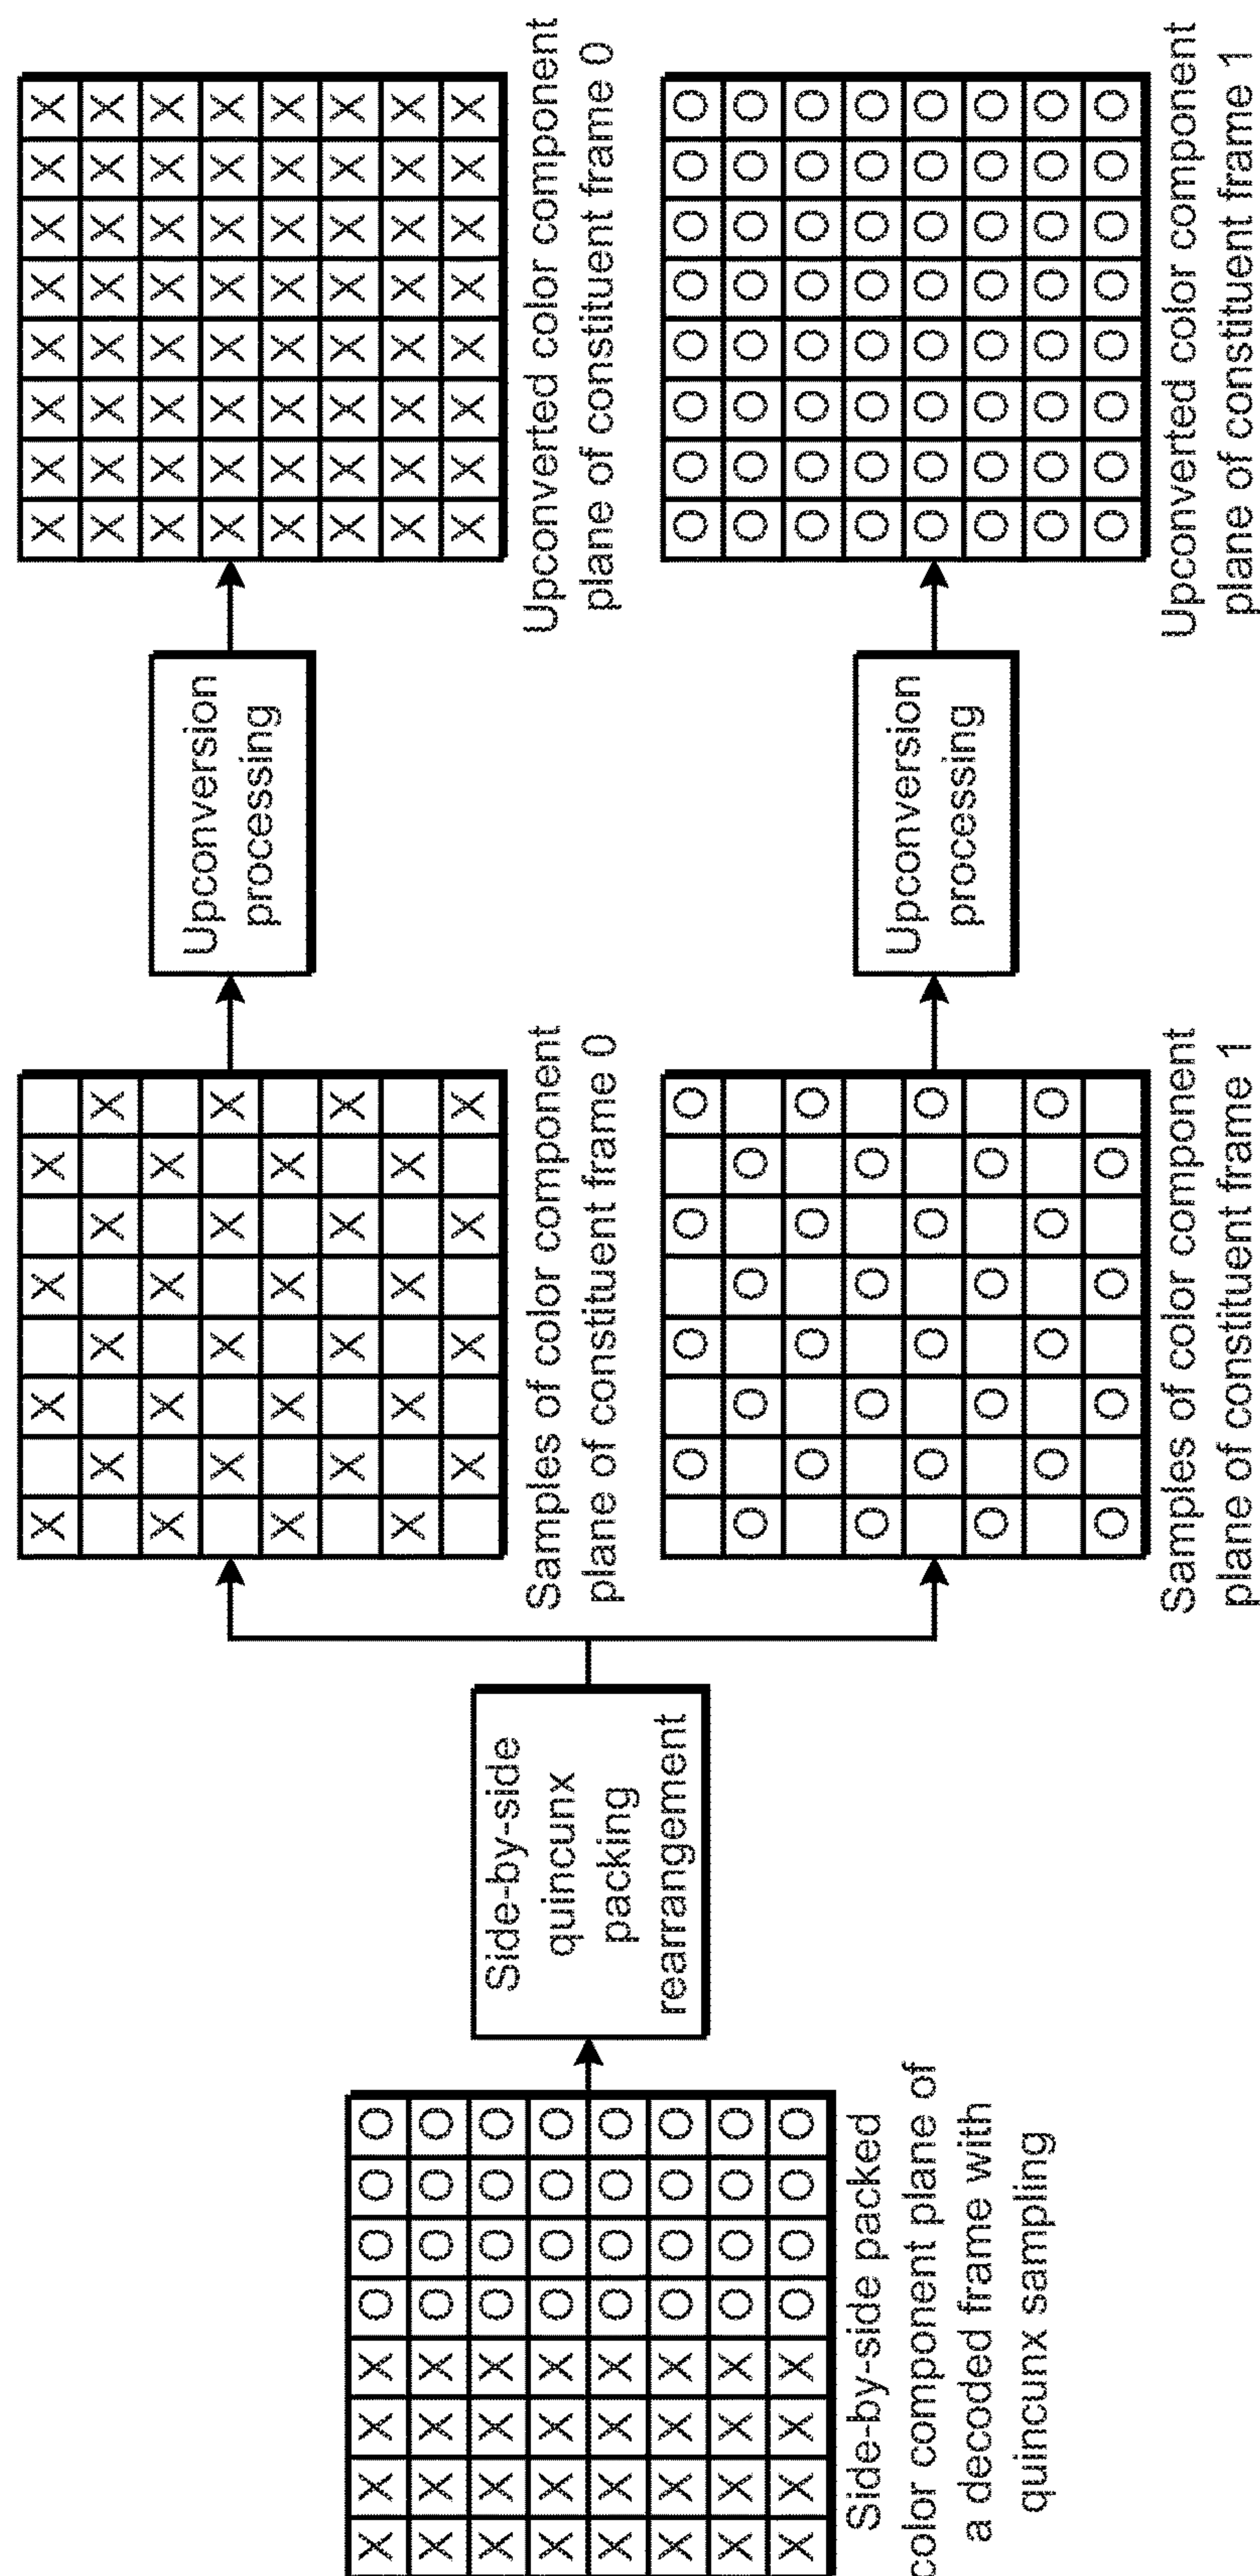 Side-by-side packed
color component plane of
a decoded frame with
quincunx sampling
Side-by-side
quincunx
packing
rearrangement
Samples of color component
plane of constituent frame 0
Upconversion
processing
Upconverted color component
plane of constituent frame 0
Samples of color component
plane of constituent frame 1
Upconversion
processing
Upconverted color component
plane of constituent frame 1